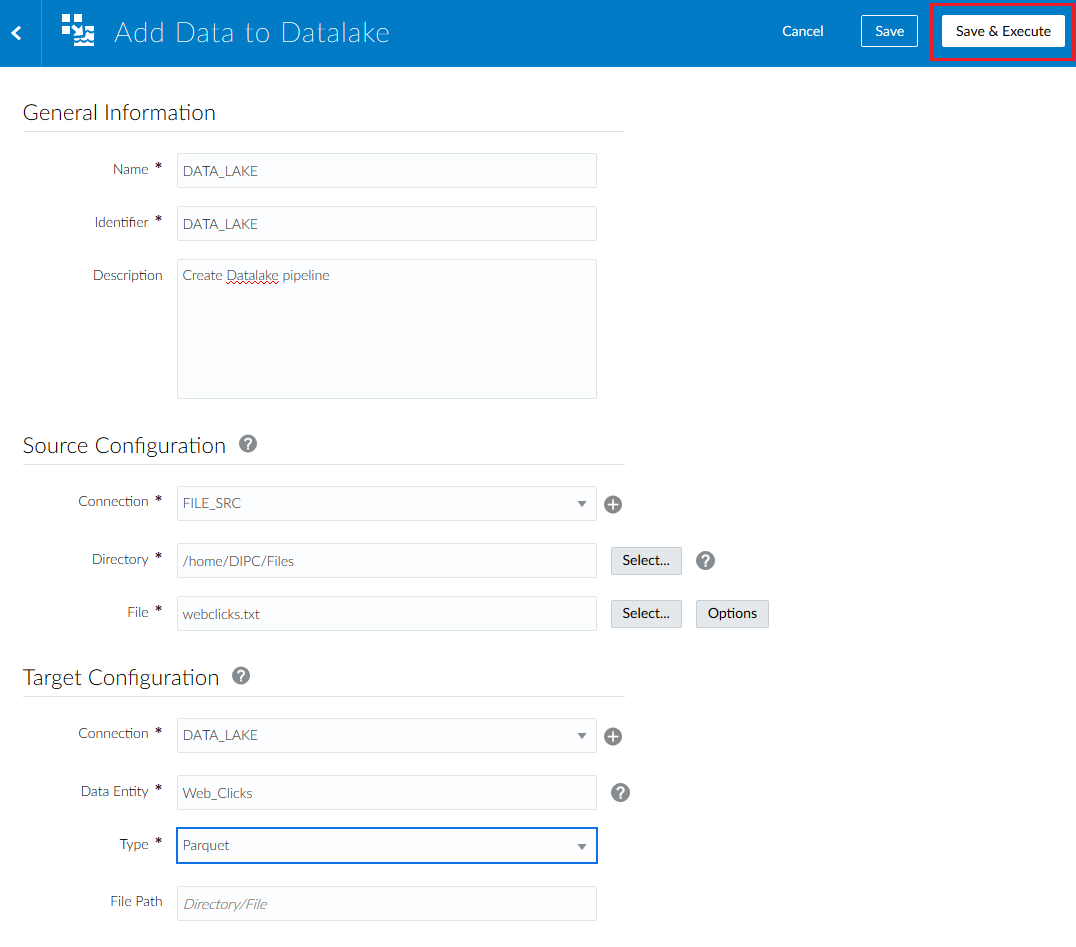 Add Data to Datalake
Cancel
Save
Save & Execute
General Information
Name *
DATA_LAKE
Identifier *
DATA_LAKE
Description
Create Datalake pipeline
Source Configuration ?
Connection *
FILE_SRC
Directory *
/home/DIPC/Files
Select...
?
File *
webclicks.txt
Select...
Options
Target Configuration ?
Connection *
DATA_LAKE
Data Entity *
Web_Clicks
?
Type *
Parquet
File Path
Directory/File